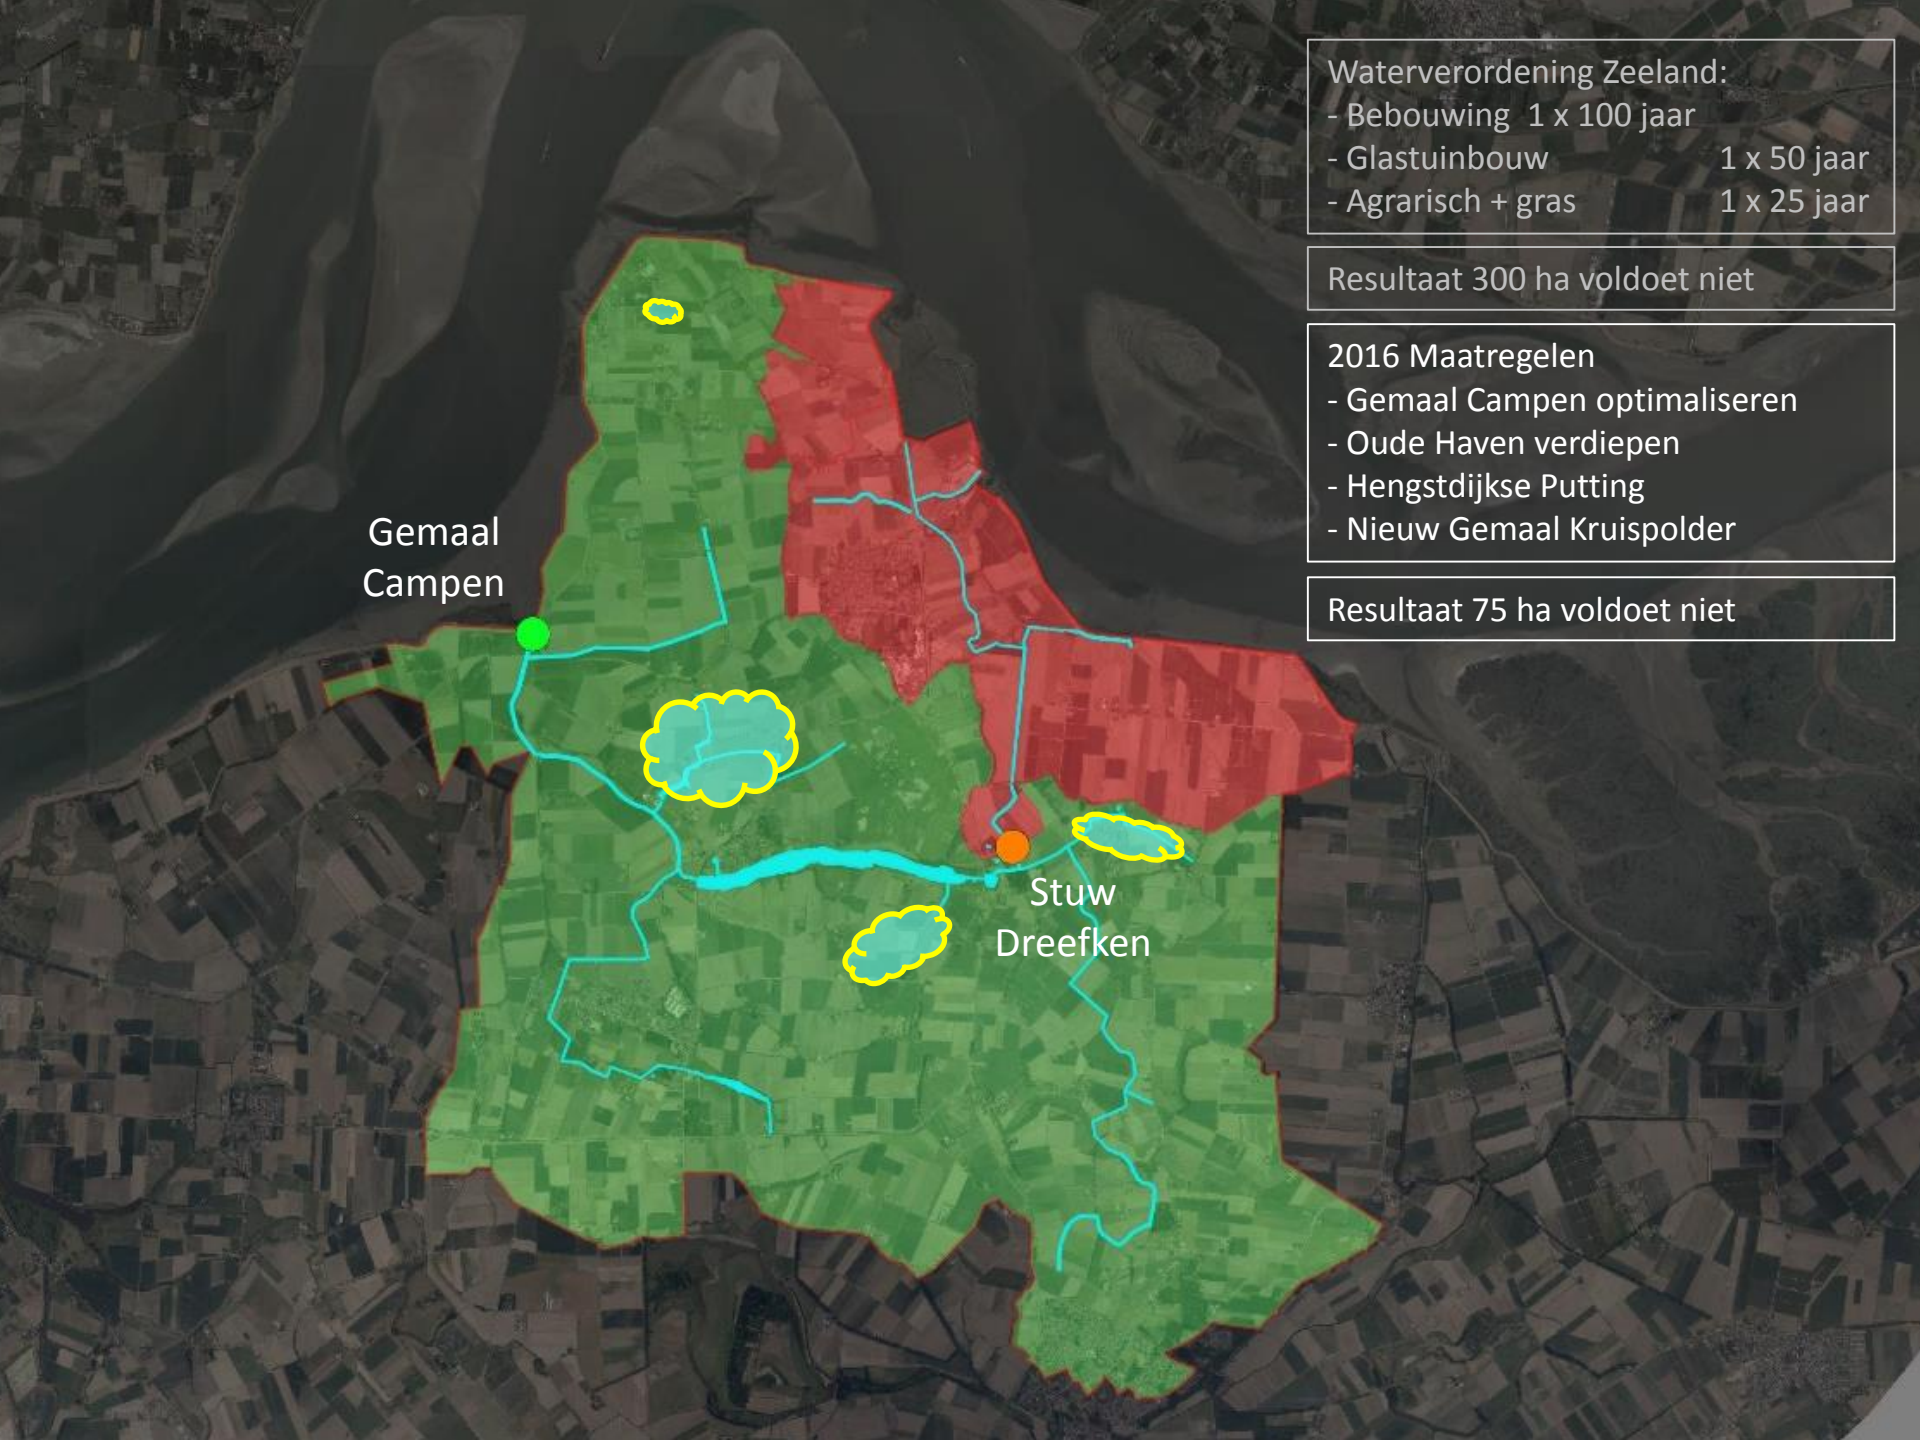 Waterverordening Zeeland:
- Bebouwing 1 x 100 jaar
- Glastuinbouw 1 x 50 jaar
- Agrarisch + gras 1 x 25 jaar
Resultaat 300 ha voldoet niet
2016 Maatregelen
- Gemaal Campen optimaliseren
- Oude Haven verdiepen
- Hengstdijkse Putting
- Nieuw Gemaal Kruispolder
Resultaat 75 ha voldoet niet
Gemaal
Campen
Stuw
Dreefken